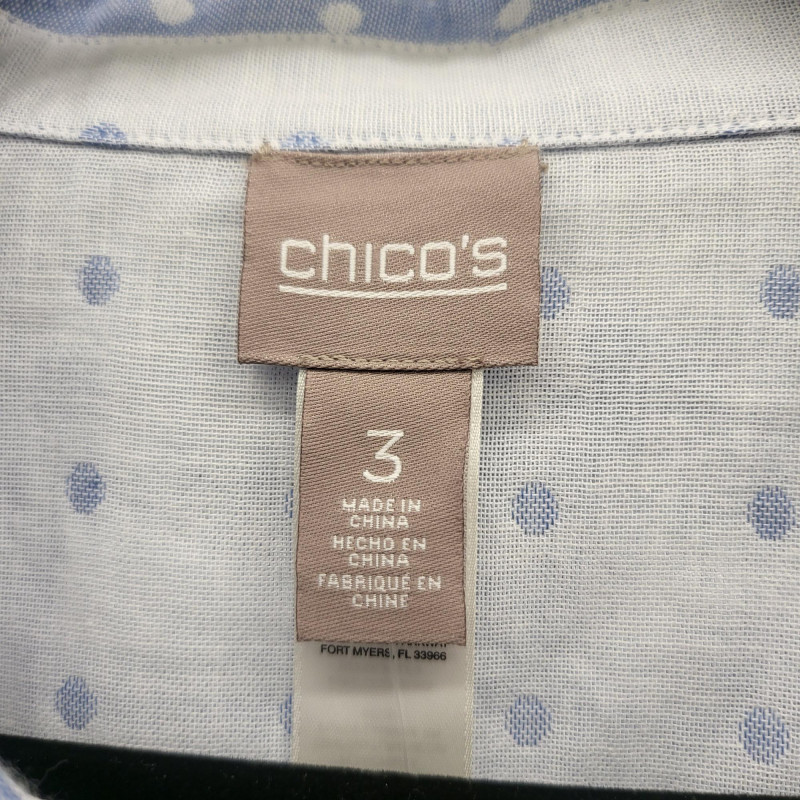 chico's
3
MADE IN
CHINA
HECHO EN
CHINA
FABRIQUÉ EN
CHINE
FORT MYERS, FL 33966